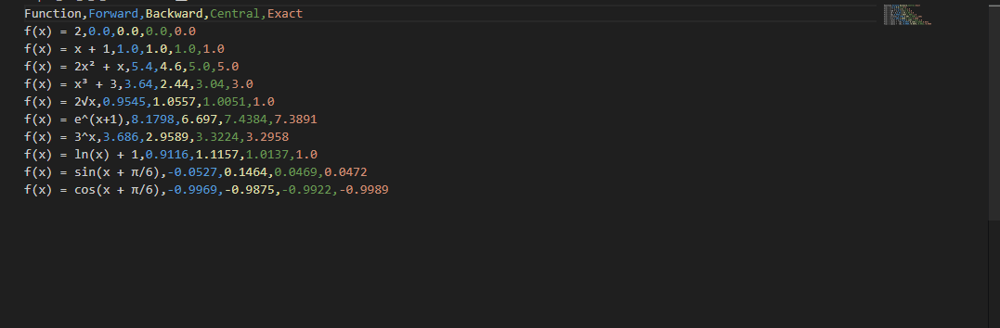 Function,Forward,Backward,Central,Exact
f(x) = 2,0.0,0.0,0.0,0.0
f(x) = x + 1,1.0,1.0,1.0,1.0
f(x) = 2x² + x,5.4,4.6,5.0,5.0
f(x) = x³ + 3,3.64,2.44,3.04,3.0
f(x) = 2√x,0.9545,1.0557,1.0051,1.0
f(x) = e^(x+1),8.1798,6.697,7.4384,7.3891
f(x) = 3^x,3.686,2.9589,3.3224,3.2958
f(x) = ln(x) + 1,0.9116,1.1157,1.0137,1.0
f(x) = sin(x + π/6),-0.0527,0.1464,0.0469,0.0472
f(x) = cos(x + π/6),-0.9969,-0.9875,-0.9922,-0.9989